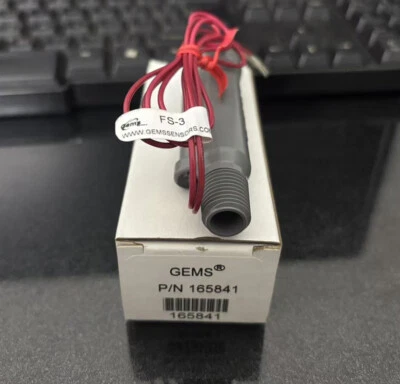 Gems
FS-3
WWW.GEMSSENSORS.COM
GEMS®
P/N 165841
165841